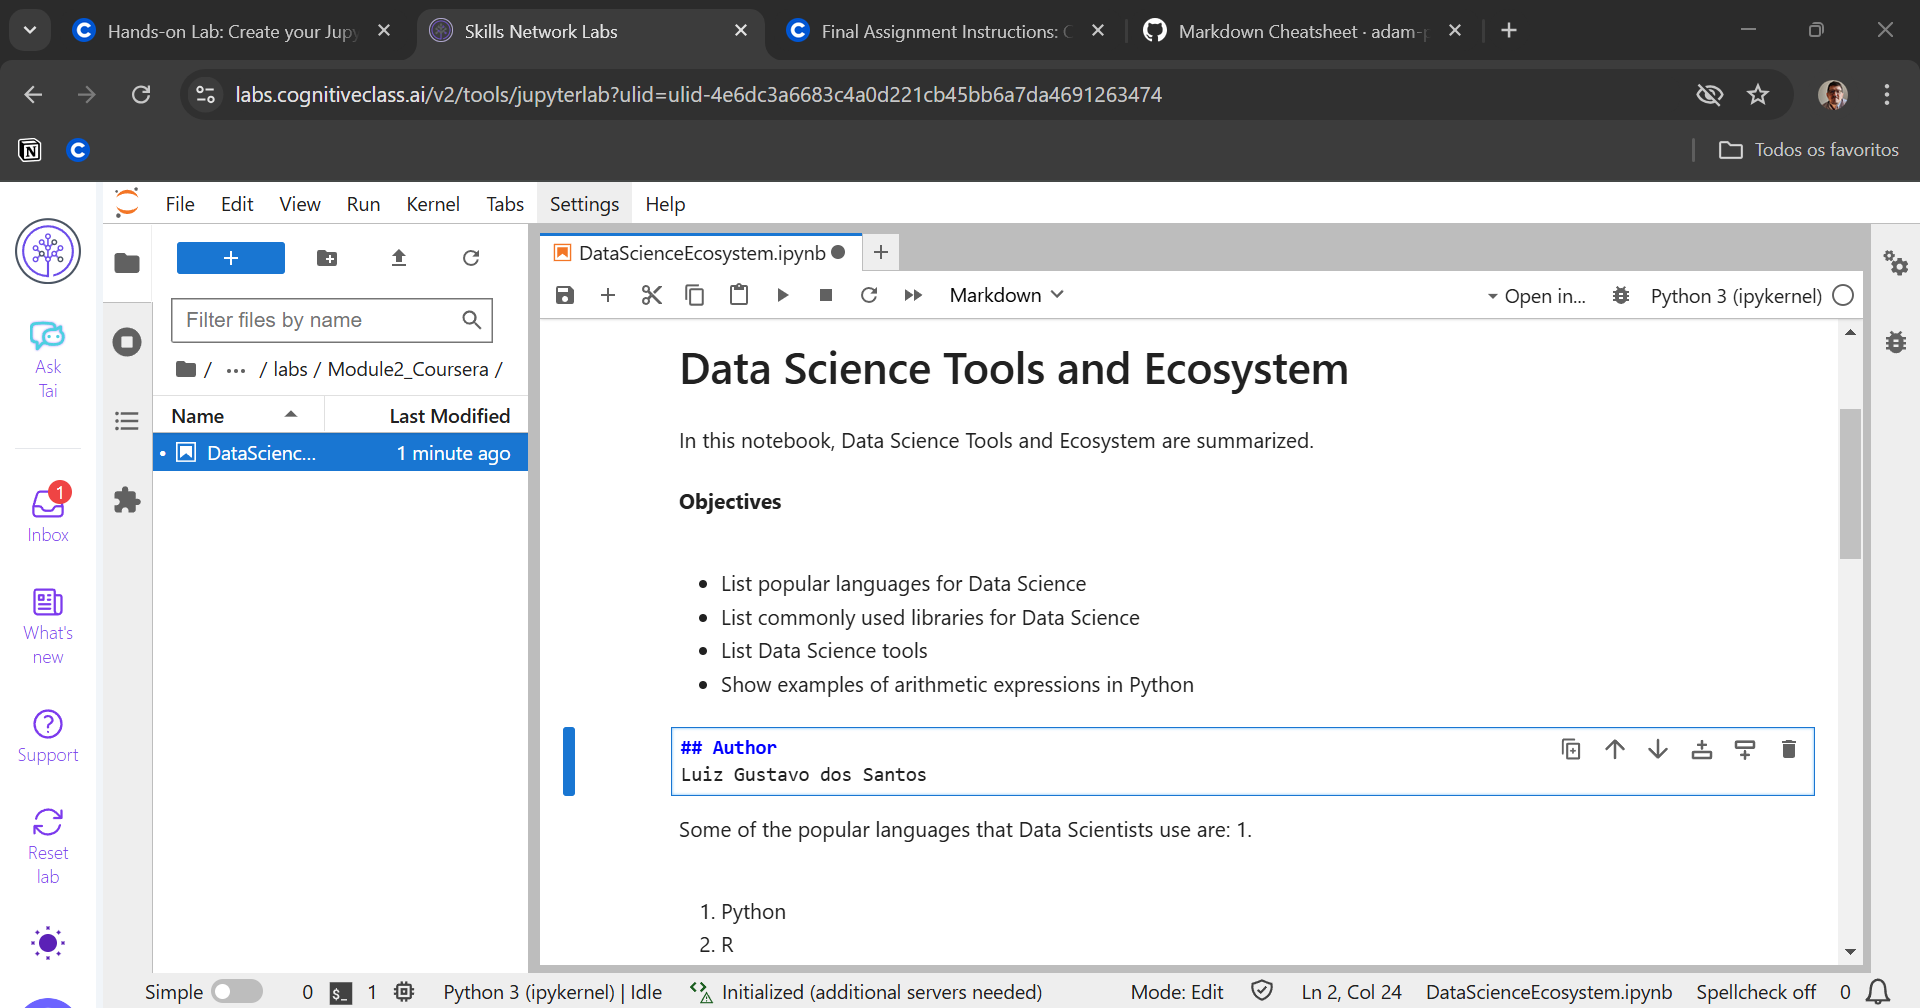 Hands-on Lab: Create your Jupy
Skills Network Labs
Final Assignment Instructions: C
Markdown Cheatsheet · adam-p
labs.cognitiveclass.ai/v2/tools/jupyterlab?ulid=ulid-4e6dc3a6683c4a0d221cb45bb6a7da4691263474
Todos os favoritos
File Edit View Run Kernel Tabs Settings Help
Ask
Tai
1
Inbox
What's
new
Support
Reset
lab
Filter files by name
/ ... / labs / Module2_Coursera /
Name Last Modified
DataScienc... 1 minute ago
DataScienceEcosystem.ipynb
Markdown
Open in...
Python 3 (ipykernel)
Data Science Tools and Ecosystem
In this notebook, Data Science Tools and Ecosystem are summarized.
Objectives
• List popular languages for Data Science
• List commonly used libraries for Data Science
• List Data Science tools
• Show examples of arithmetic expressions in Python
## Author
Luiz Gustavo dos Santos
Some of the popular languages that Data Scientists use are: 1.
1. Python
2. R
Simple 0 $_ 1 Python 3 (ipykernel) | Idle Initialized (additional servers needed) Mode: Edit Ln 2, Col 24 DataScienceEcosystem.ipynb Spellcheck off 0